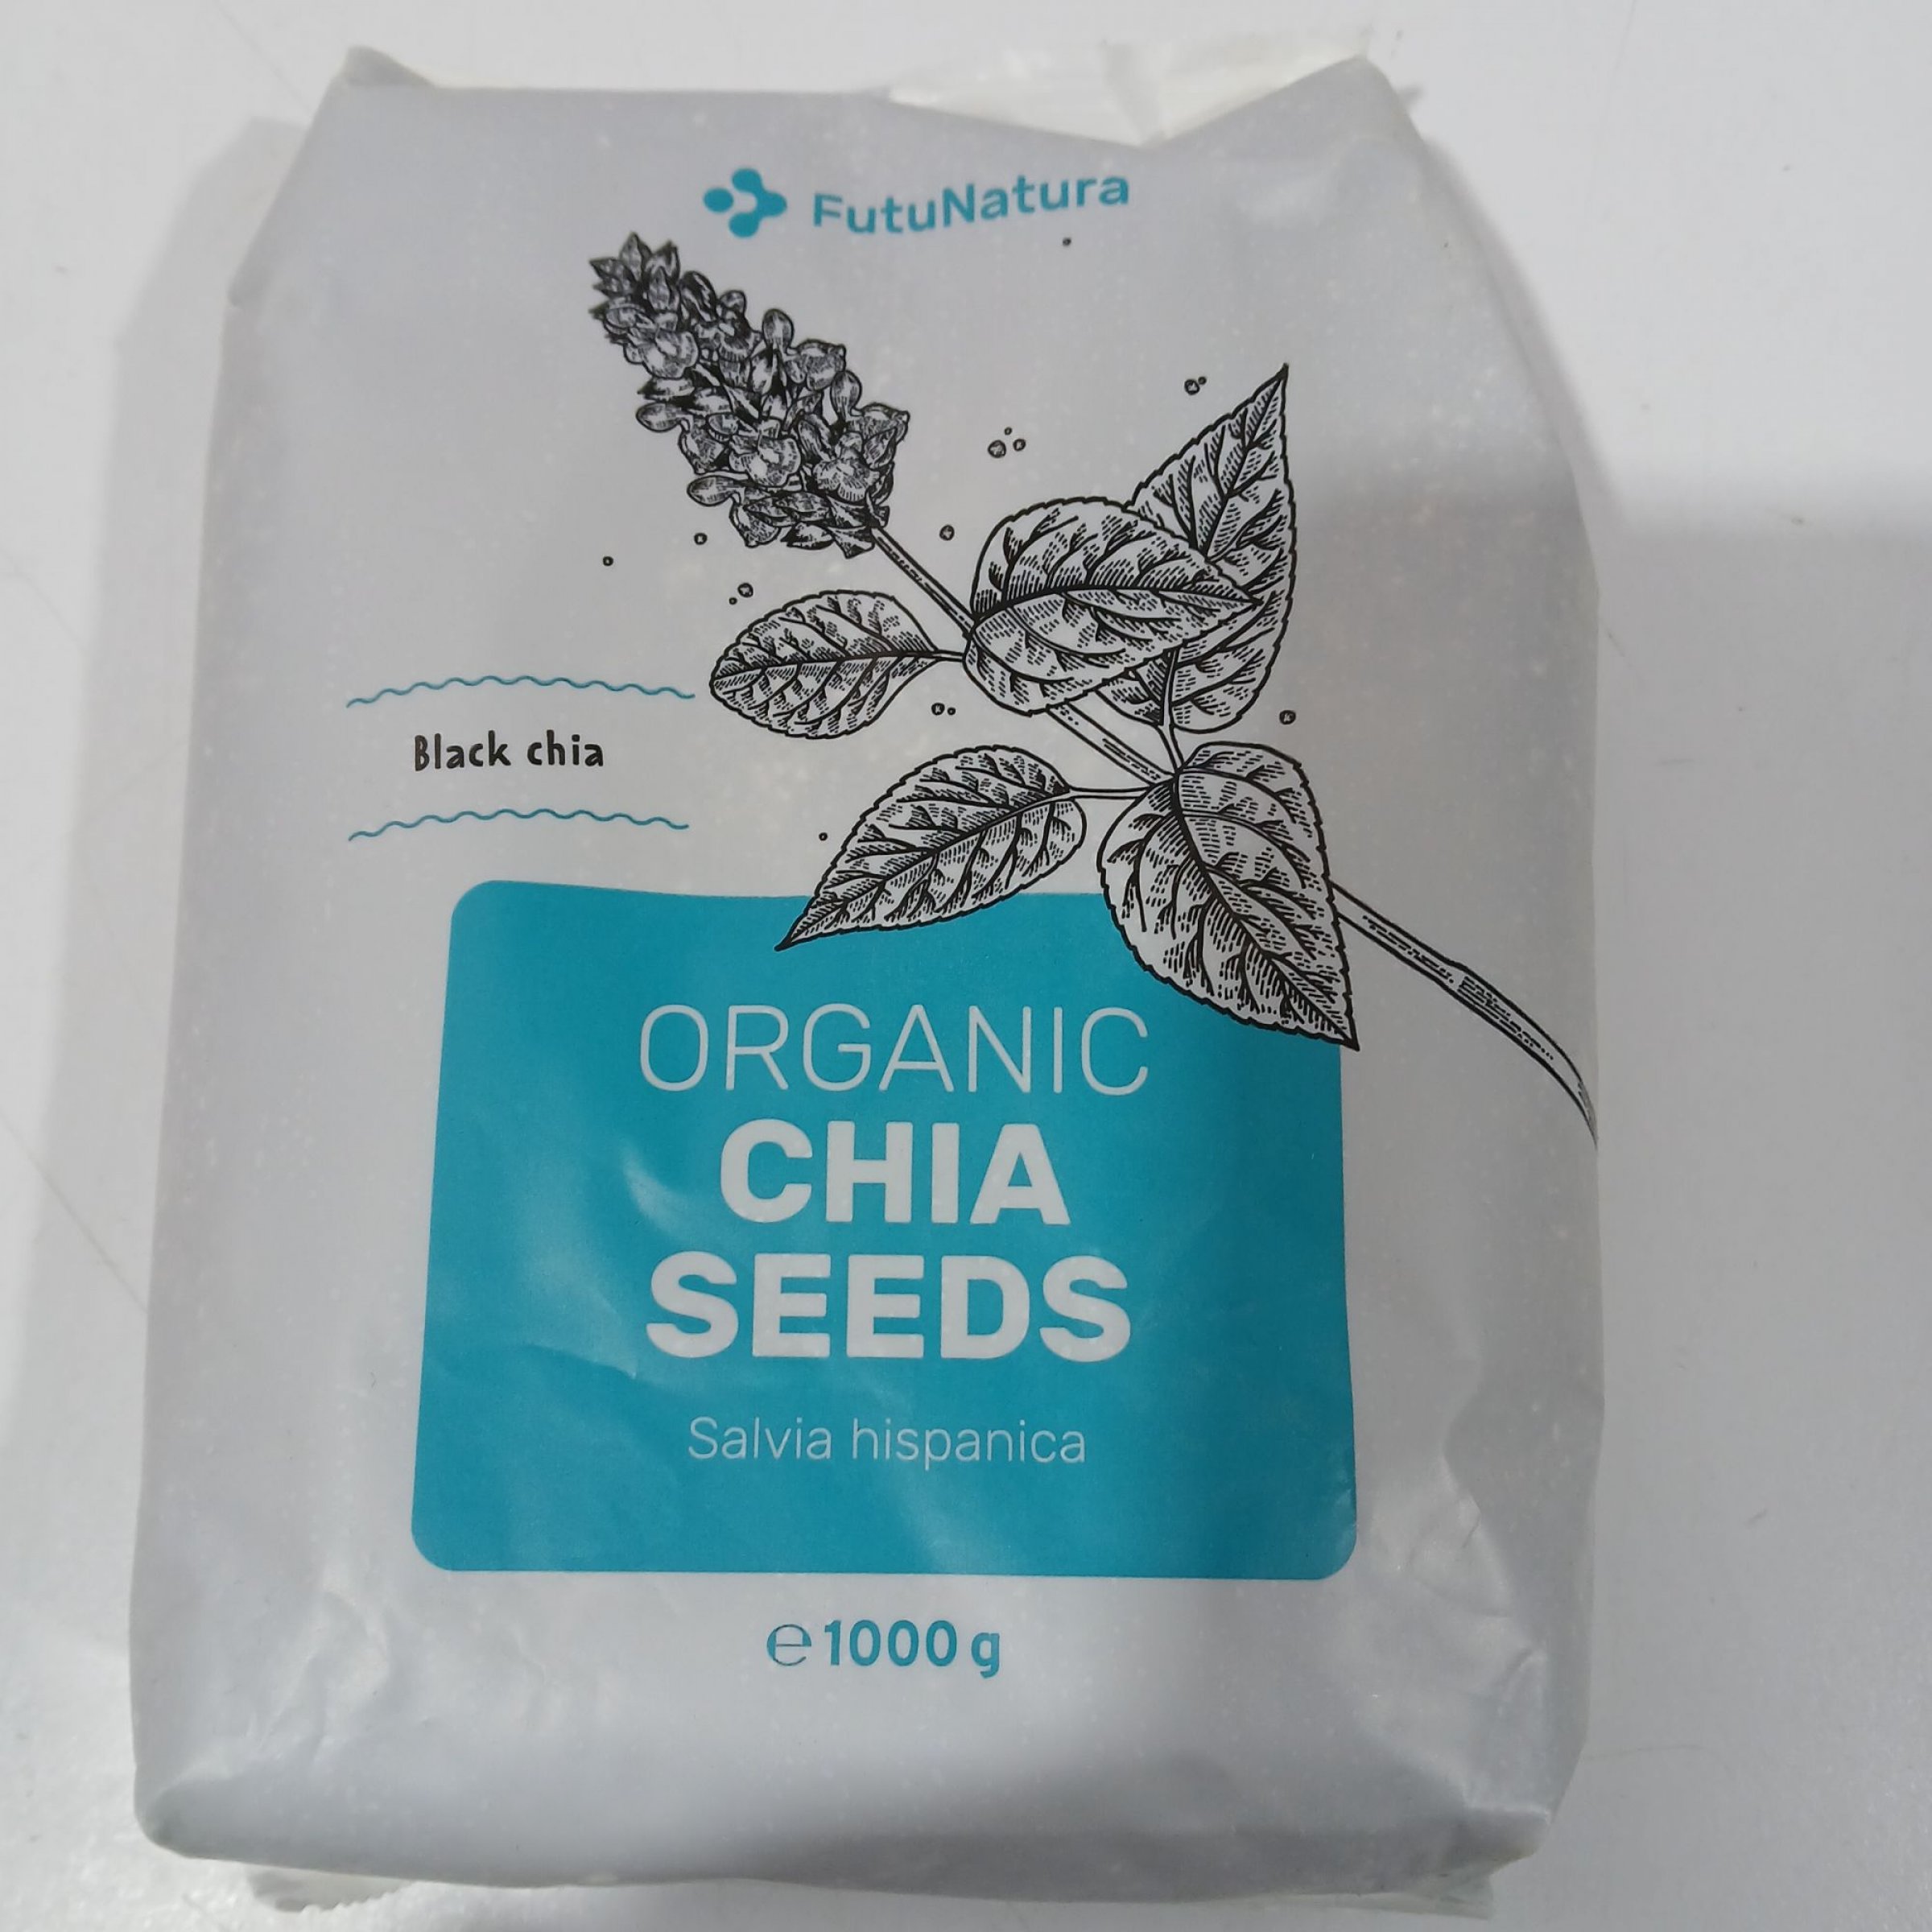 FutuNatura
Black chia
ORGANIC
CHIA
SEEDS
Salvia hispanica
℮ 1000 g